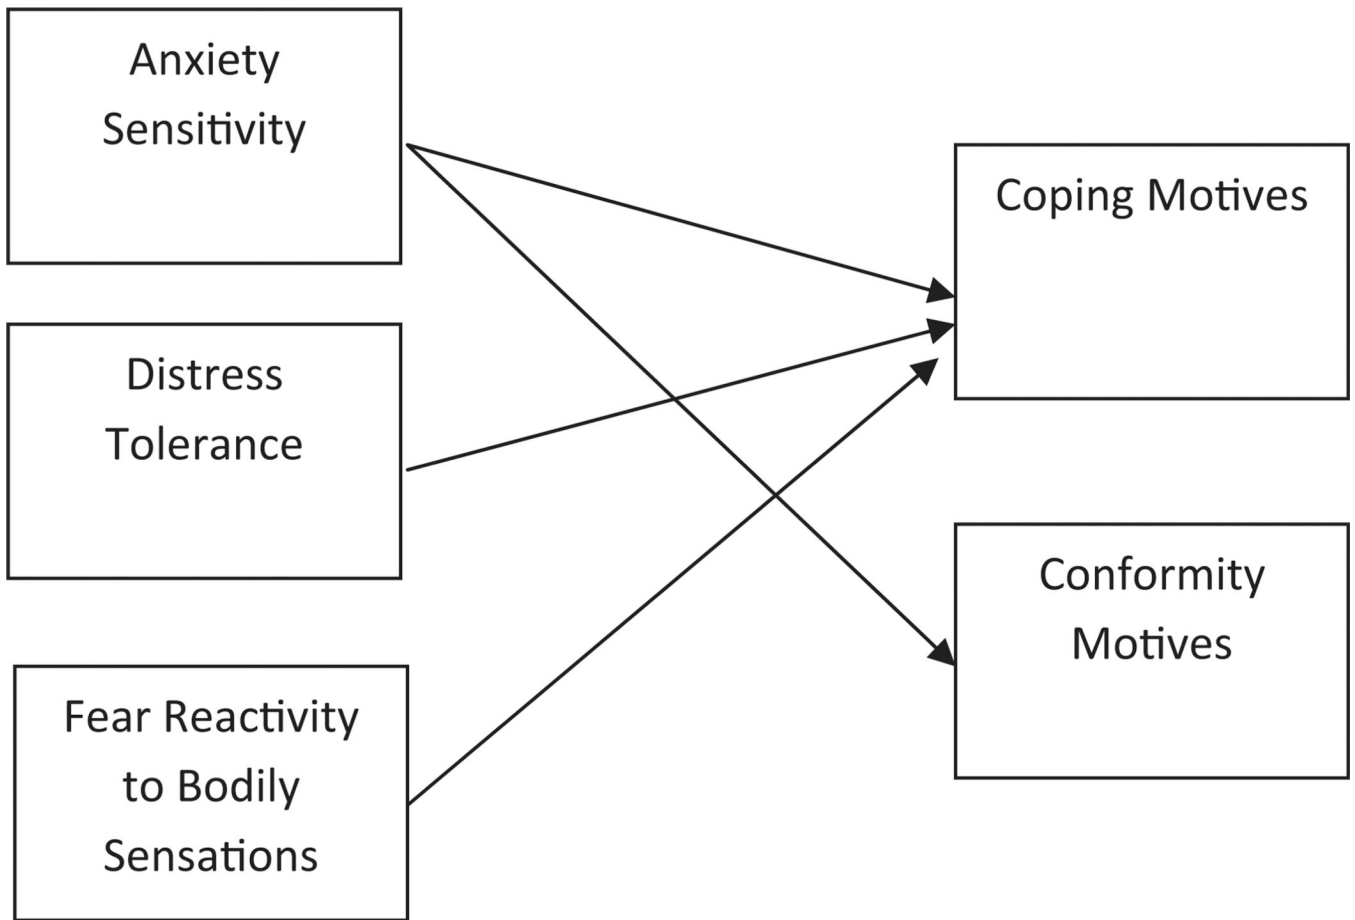 Anxiety
Sensitivity
Distress
Tolerance
Fear Reactivity
to Bodily
Sensations
Coping Motives
Conformity
Motives